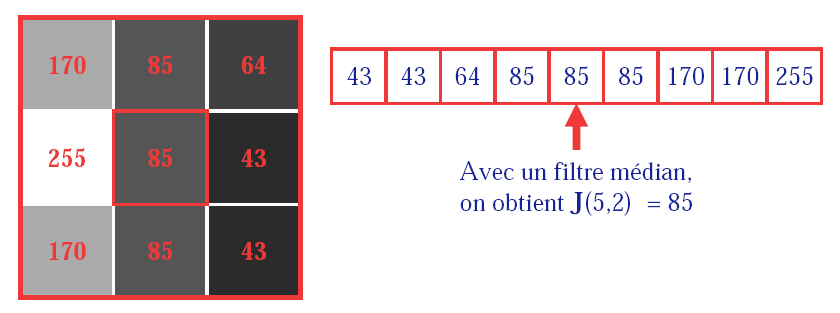 170 85 64
255 85 43
170 85 43
43 43 64 85 85 85 170 170 255
Avec un filtre médian,
on obtient J(5,2) = 85